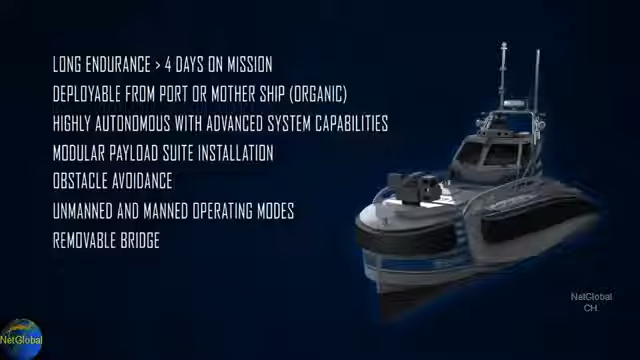 LONG ENDURANCE > 4 DAYS ON MISSION
DEPLOYABLE FROM PORT OR MOTHER SHIP (ORGANIC)
HIGHLY AUTONOMOUS WITH ADVANCED SYSTEM CAPABILITIES
MODULAR PAYLOAD SUITE INSTALLATION
OBSTACLE AVOIDANCE
UNMANNED AND MANNED OPERATING MODES
REMOVABLE BRIDGE
NetGlobal
CH.
NetGlobal